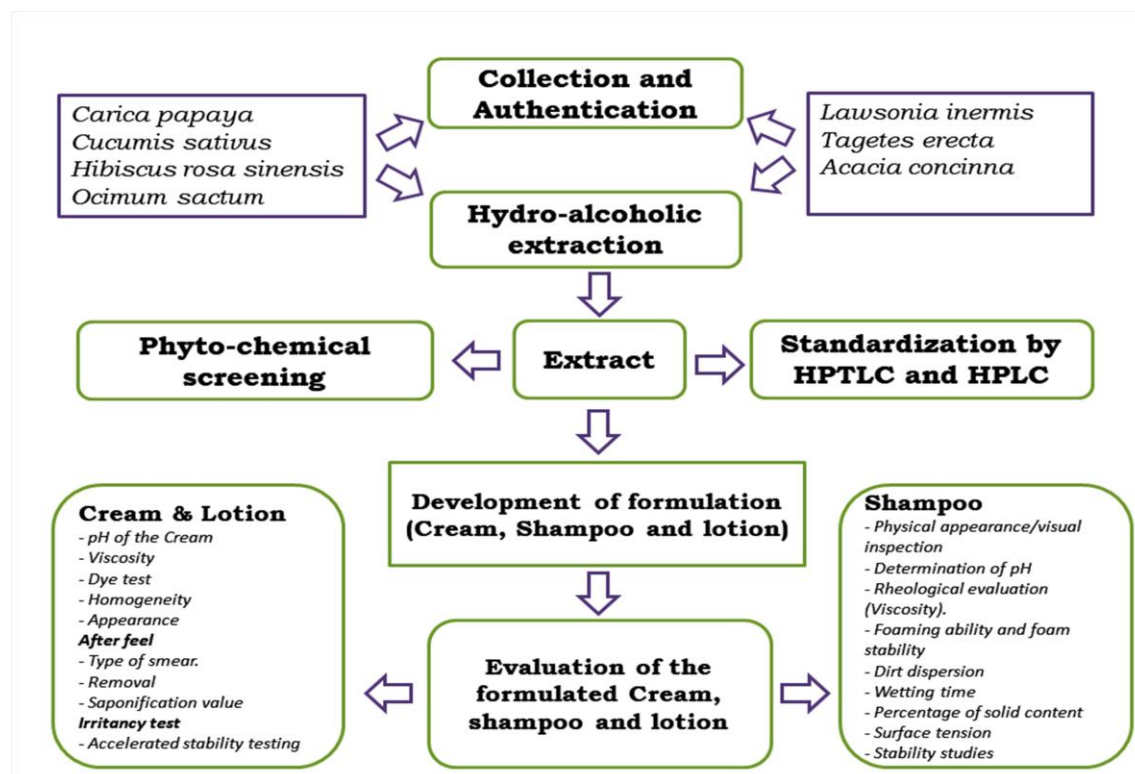 Collection and
Authentication
Carica papaya
Cucumis sativus
Hibiscus rosa sinensis
Ocimum sactum
Lawsonia inermis
Tagetes erecta
Acacia concinna
Hydro-alcoholic
extraction
Phyto-chemical
screening
Extract
Standardization by
HPTLC and HPLC
Development of formulation
(Cream, Shampoo and lotion)
Cream & Lotion
- pH of the Cream
- Viscosity
- Dye test
- Homogeneity
- Appearance
After feel
- Type of smear.
- Removal
- Saponification value
Irritancy test
- Accelerated stability testing
Evaluation of the
formulated Cream,
shampoo and lotion
Shampoo
- Physical appearance/visual
inspection
- Determination of pH
- Rheological evaluation
(Viscosity).
- Foaming ability and foam
stability
- Dirt dispersion
- Wetting time
- Percentage of solid content
- Surface tension
- Stability studies